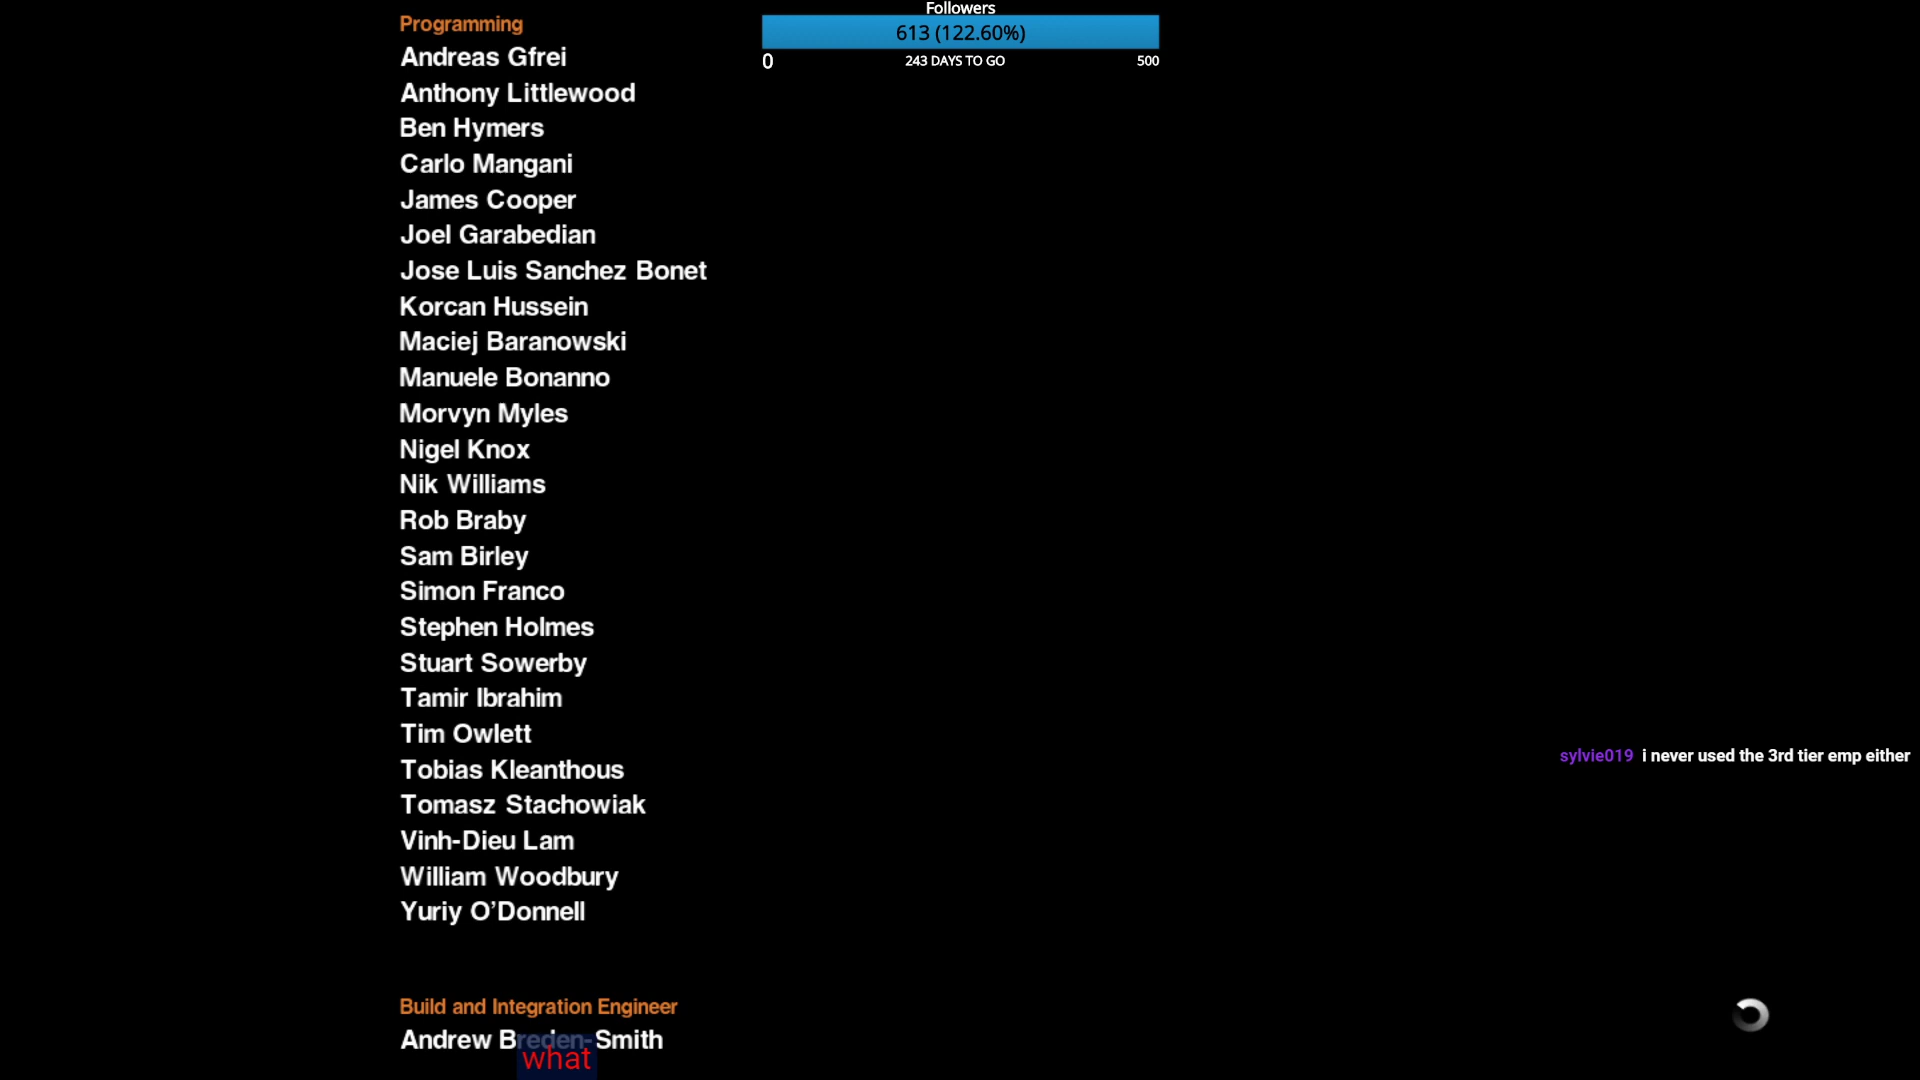 Programming
Andreas Gfrei
Anthony Littlewood
Ben Hymers
Carlo Mangani
James Cooper
Joel Garabedian
Jose Luis Sanchez Bonet
Korcan Hussein
Maciej Baranowski
Manuele Bonanno
Morvyn Myles
Nigel Knox
Nik Williams
Rob Braby
Sam Birley
Simon Franco
Stephen Holmes
Stuart Sowerby
Tamir Ibrahim
Tim Owlett
Tobias Kleanthous
Tomasz Stachowiak
Vinh-Dieu Lam
William Woodbury
Yuriy O’Donnell
Build and Integration Engineer
Andrew Breden-Smith
what
Followers
613 (122.60%)
0 243 DAYS TO GO 500
sylvie019 i never used the 3rd tier emp either